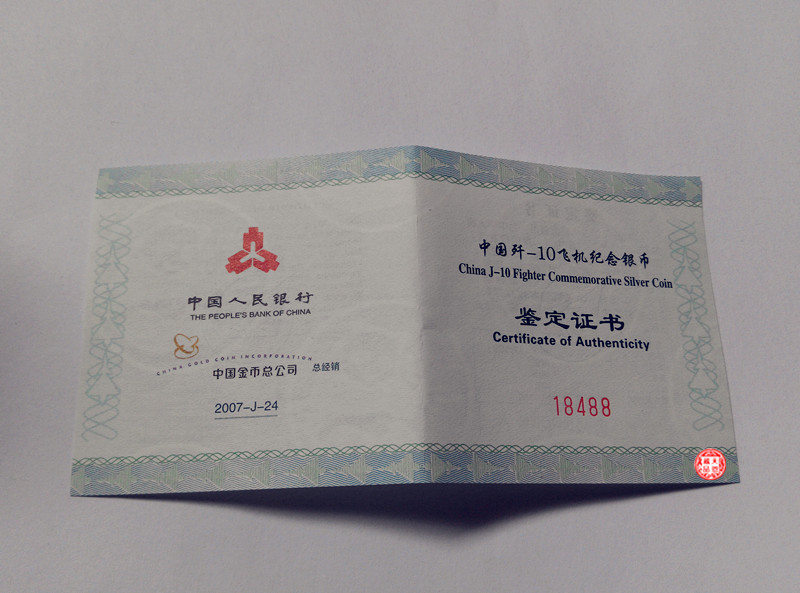 中国人民银行
THE PEOPLE'S BANK OF CHINA
CHINA GOLD COIN INCORPORATION
中国金币总公司 总经销
2007-J-24
中国歼-10飞机纪念银币
China J-10 Fighter Commemorative Silver Coin
鉴定证书
Certificate of Authenticity
18488